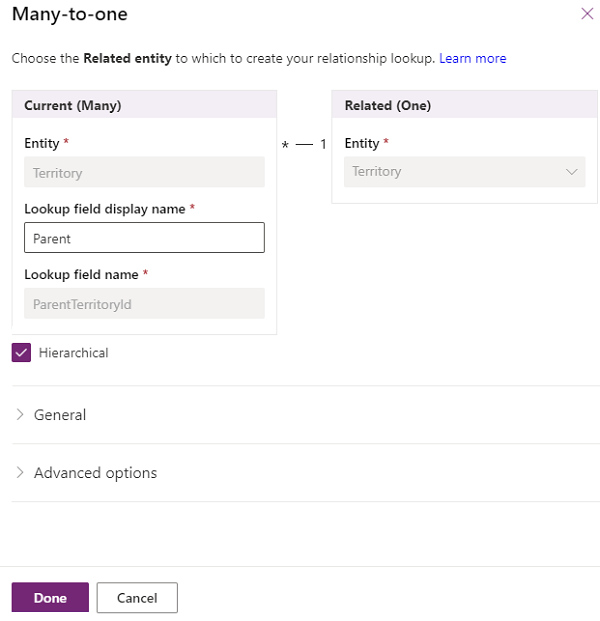 Many-to-one
Choose the Related entity to which to create your relationship lookup. Learn more
Current (Many)
Entity *
Territory
Lookup field display name *
Parent
Lookup field name *
ParentTerritoryId
* — 1
Related (One)
Entity *
Territory
Hierarchical
General
Advanced options
Done
Cancel